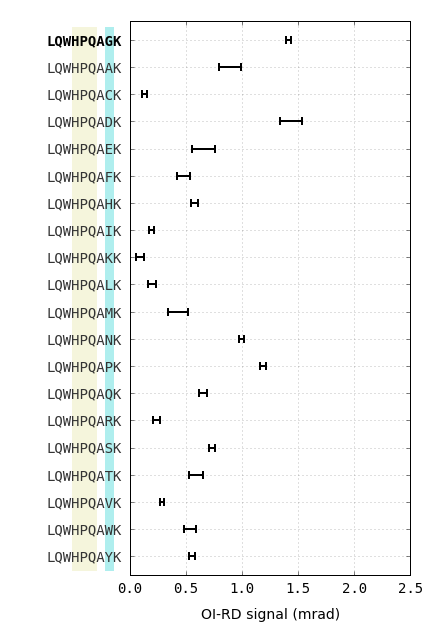 LQWHPQAGK
LQWHPQAAK
LQWHPQACK
LQWHPQADK
LQWHPQAEK
LQWHPQAFK
LQWHPQAHK
LQWHPQAIK
LQWHPQAKK
LQWHPQALK
LQWHPQAMK
LQWHPQANK
LQWHPQAPK
LQWHPQAQK
LQWHPQARK
LQWHPQASK
LQWHPQATK
LQWHPQAVK
LQWHPQAWK
LQWHPQAYK
0.0 0.5 1.0 1.5 2.0 2.5
OI-RD signal (mrad)